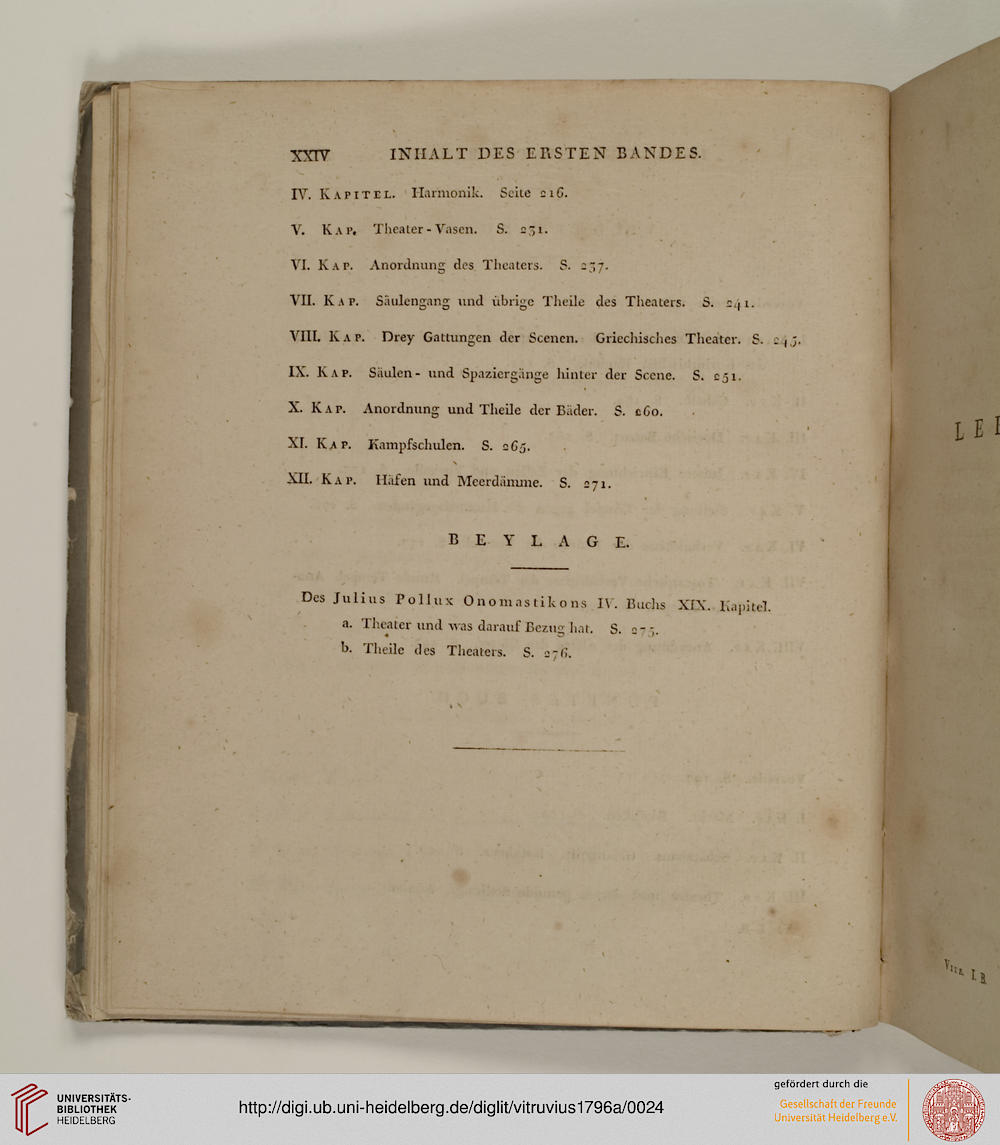 XXIV INHALT DES ERSTEN BANDES.
IV. KAPITEL. Harmonik. Seite 216.
V. KAP. Theater-Vasen. S. 231.
VI. KAP. Anordnung des Theaters. S. 237.
VII. KAP. Säulengang und übrige Theile des Theaters. S. 241.
VIII. KAP. Drey Gattungen der Scenen. Griechisches Theater. S. 245.
IX. KAP. Säulen- und Spaziergänge hinter der Scene. S. 251.
X. KAP. Anordnung und Theile der Bäder. S. 260.
XI. KAP. Kampfschulen. S. 265.
XII. KAP. Häfen und Meerdämme. S. 271.
BEYLAGE.
Des Julius Pollux Onomastikons IV. Buchs XIX. Kapitel.
a. Theater und was darauf Bezug hat. S. 275.
b. Theile des Theaters. S. 276.
VITR. I. B.
UNIVERSITÄTS-
BIBLIOTHEK
HEIDELBERG
http://digi.ub.uni-heidelberg.de/diglit/vitruvius1796a/0024
gefördert durch die
Gesellschaft der Freunde
Universität Heidelberg e.V.